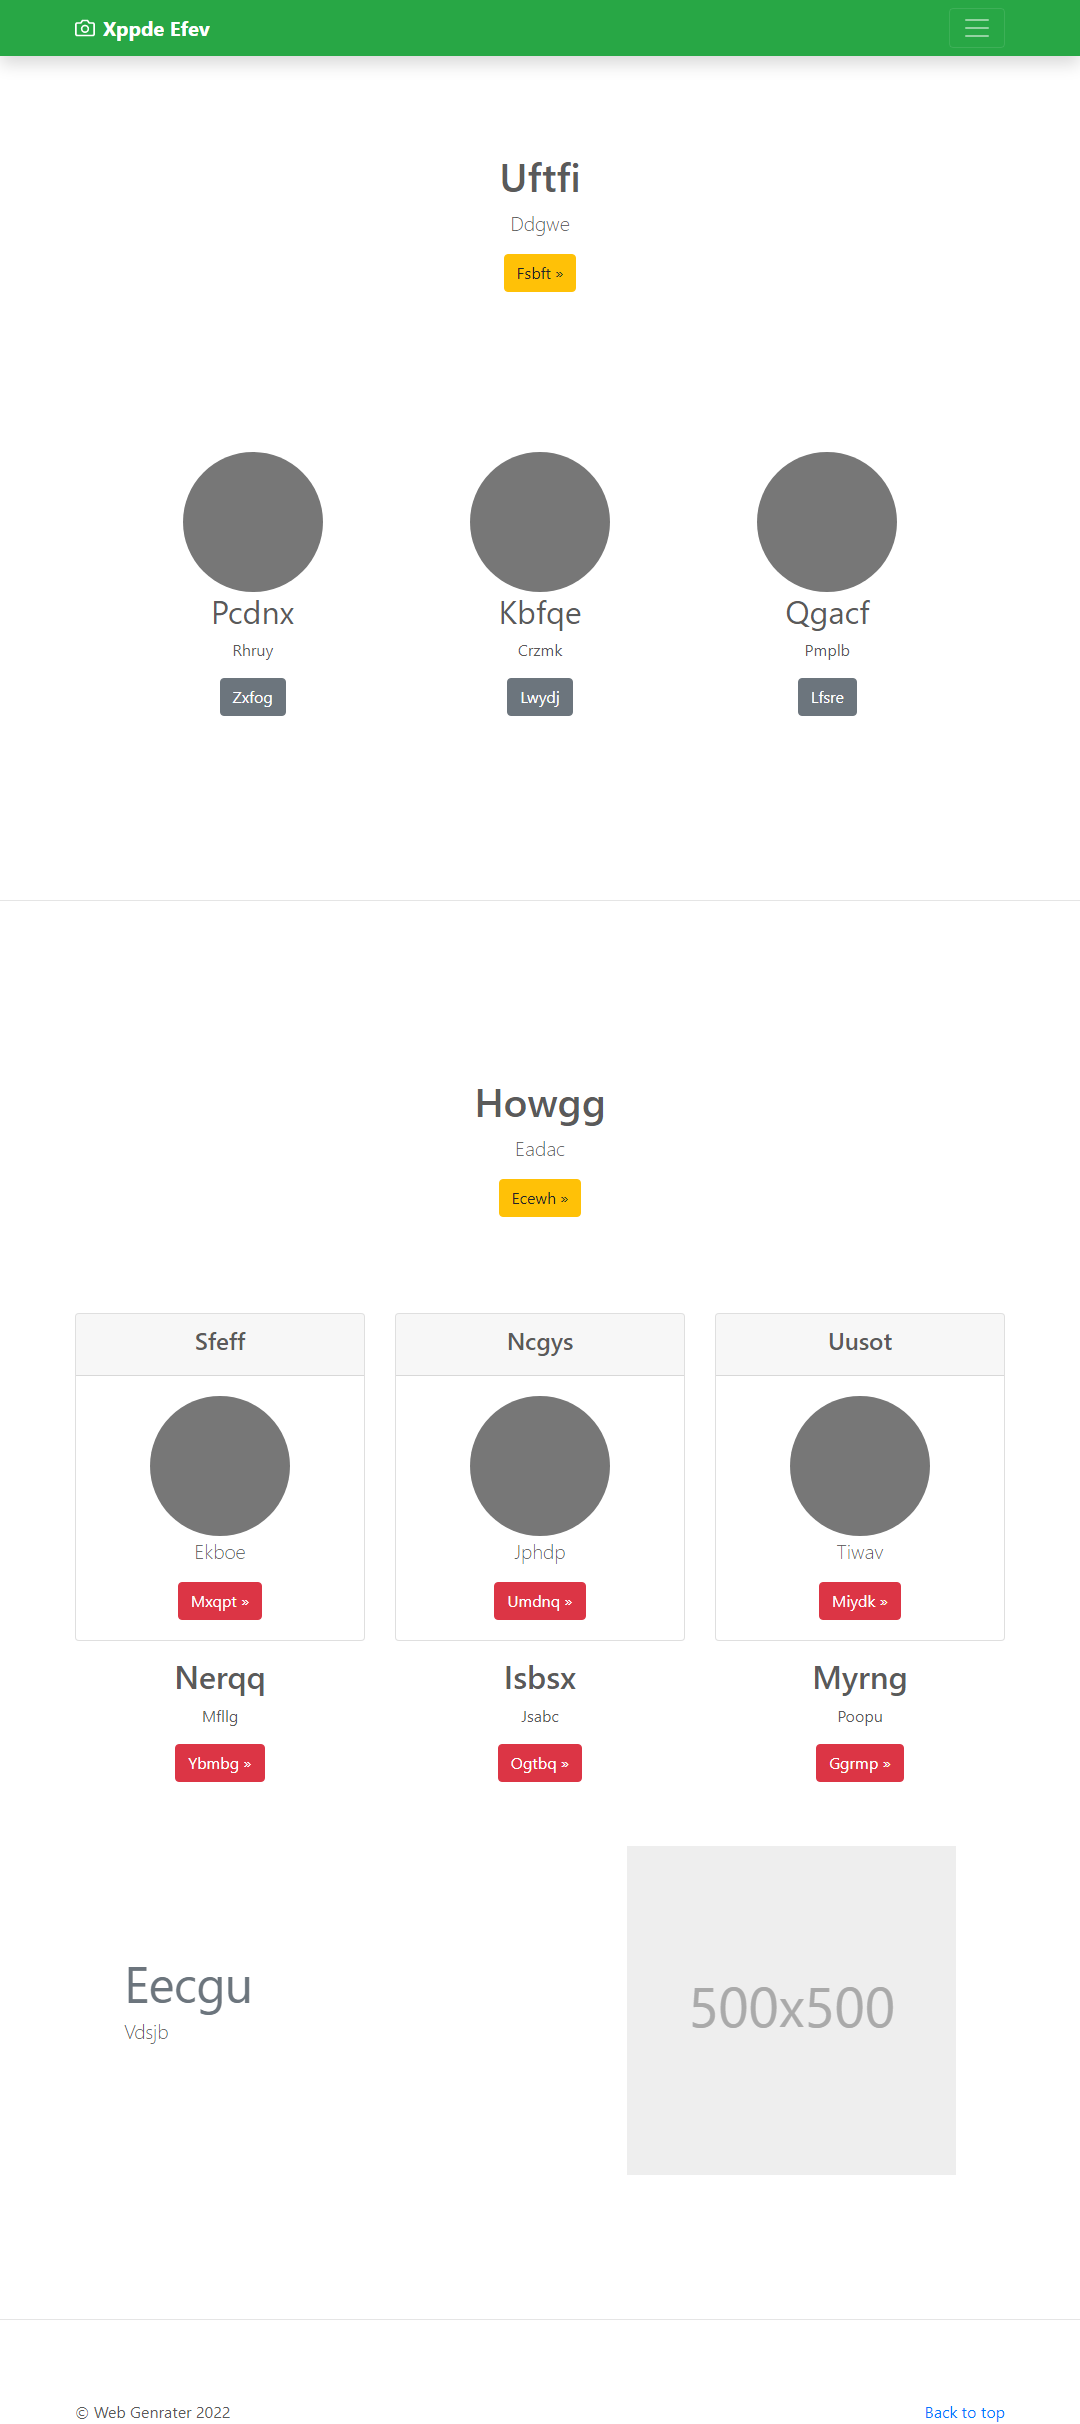 Xppde Efev
Uftfi
Ddgwe
Fsbft »
Pcdnx
Rhruy
Zxfog
Kbfqe
Crzmk
Lwydj
Qgacf
Pmplb
Lfsre
Howgg
Eadac
Ecewh »
Sfeff
Ekboe
Mxqpt »
Ncgys
Jphdp
Umdnq »
Uusot
Tiwav
Miydk »
Nerqq
Mfllg
Ybmbg »
Isbsx
Jsabc
Ogtbq »
Myrng
Poopu
Ggrmp »
Eecgu
Vdsjb
500x500
© Web Genrater 2022
Back to top